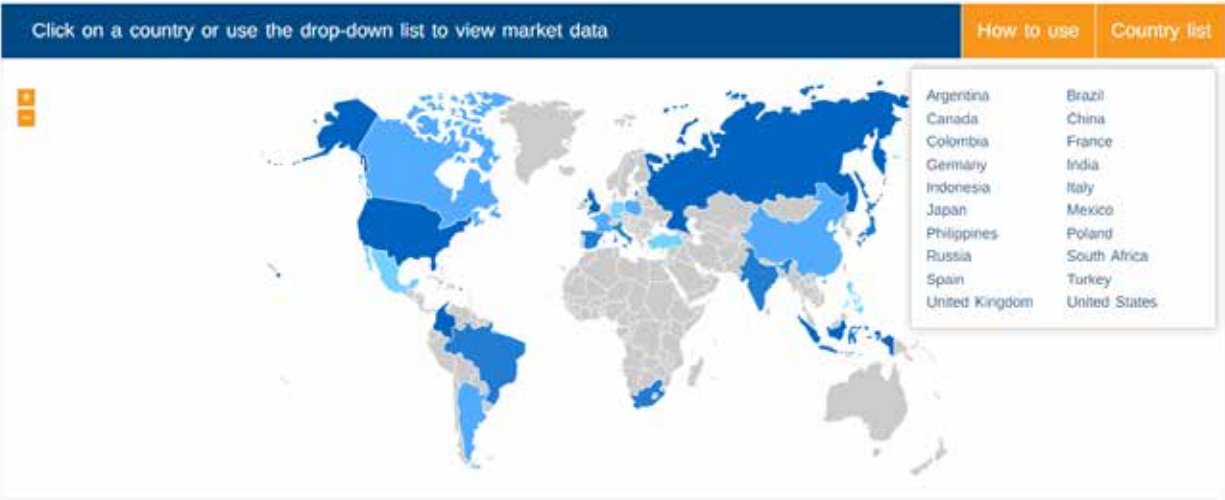 Click on a country or use the drop-down list to view market data
How to use
Country list
+
−
Argentina Brazil
Canada China
Colombia France
Germany India
Indonesia Italy
Japan Mexico
Philippines Poland
Russia South Africa
Spain Turkey
United Kingdom United States